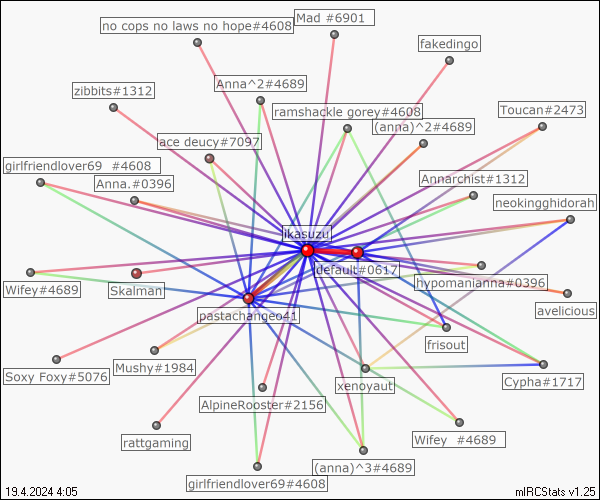 Mad #6901
no cops no laws no hope#4608
fakedingo
Anna^2#4689
zibbits#1312
ramshackle gorey#4608
Toucan#2473
(anna)^2#4689
ace deucy#7097
girlfriendlover69 #4608
Annarchist#1312
Anna.#0396
neokingghidorah
ikasuzu
!default#0617
hypomanianna#0396
Wifey#4689
Skalman
avelicious
pastachangeo41
frisout
Soxy Foxy#5076
Mushy#1984
xenoyaut
Cypha#1717
AlpineRooster#2156
rattgaming
Wifey #4689
(anna)^3#4689
girlfriendlover69#4608
19.4.2024 4:05
mIRCStats v1.25